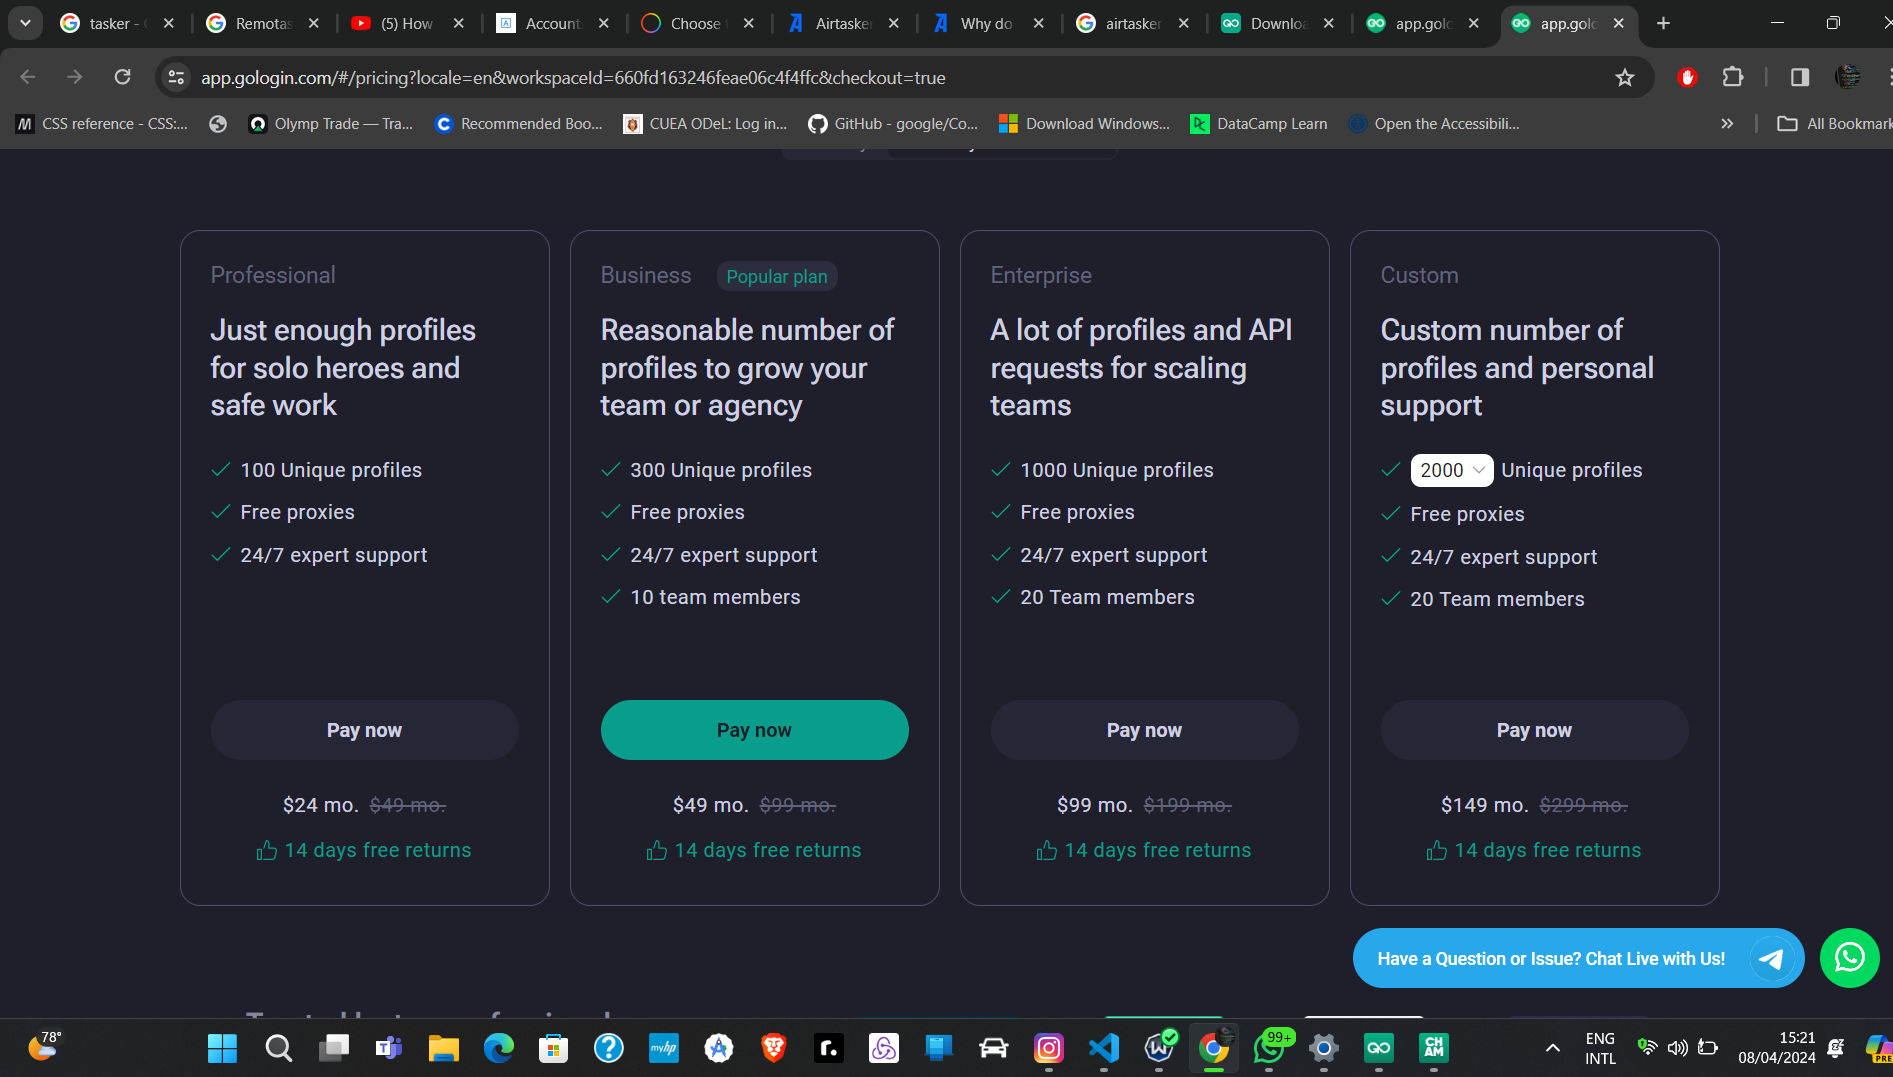 tasker -
Remotas
(5) How
Account
Choose
Airtasker
Why do
airtasker
Downloa
app.golo
app.golo
app.gologin.com/#/pricing?locale=en&workspaceId=660fd163246feae06c4f4ffc&checkout=true
CSS reference - CSS:...
Olymp Trade — Tra...
Recommended Boo...
CUEA ODeL: Log in...
GitHub - google/Co...
Download Windows...
DataCamp Learn
Open the Accessibili...
All Bookmark
Professional
Just enough profiles
for solo heroes and
safe work
100 Unique profiles
Free proxies
24/7 expert support
Pay now
$24 mo. $49 mo.
14 days free returns
Business
Popular plan
Reasonable number of
profiles to grow your
team or agency
300 Unique profiles
Free proxies
24/7 expert support
10 team members
Pay now
$49 mo. $99 mo.
14 days free returns
Enterprise
A lot of profiles and API
requests for scaling
teams
1000 Unique profiles
Free proxies
24/7 expert support
20 Team members
Pay now
$99 mo. $199 mo.
14 days free returns
Custom
Custom number of
profiles and personal
support
2000 Unique profiles
Free proxies
24/7 expert support
20 Team members
Pay now
$149 mo. $299 mo.
14 days free returns
Have a Question or Issue? Chat Live with Us!
78°
myhp
r.
99+
GO
CH
AM
ENG
INTL
15:21
08/04/2024
PRE